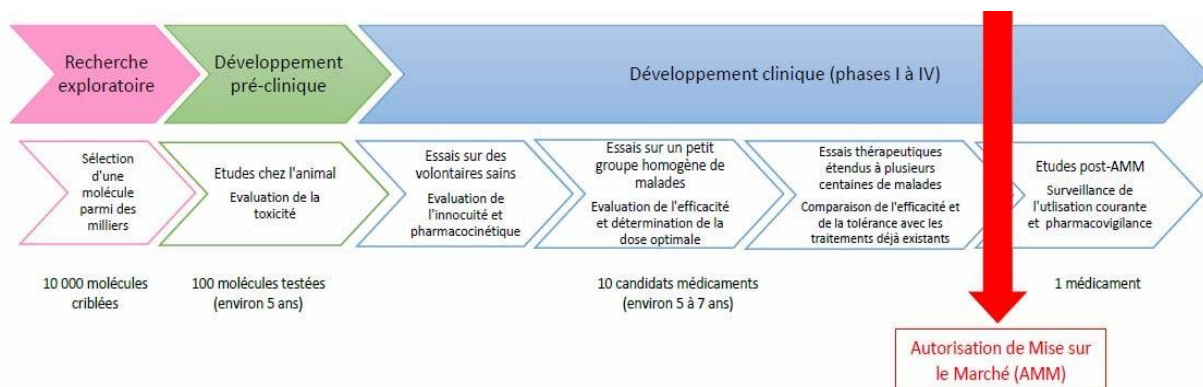 Recherche
exploratoire
Développement
pré-clinique
Développement clinique (phases I à IV)
Sélection
d'une
molécule
parmi des
milliers
Etudes chez l'animal
Evaluation de la
toxicité
Essais sur des
volontaires sains
Evaluation de
l'innocuité et
pharmacocinétique
Essais sur un petit
groupe homogène de
malades
Evaluation de l'efficacité
et détermination de la
dose optimale
Essais thérapeutiques
étendus à plusieurs
centaines de malades
Comparaison de l'efficacité et
de la tolérance avec les
traitements déjà existants
Etudes post-AMM
Surveillance de
l'utlisation courante
et pharmacovigilance
10 000 molécules
criblées
100 molécules testées
(environ 5 ans)
10 candidats médicaments
(environ 5 à 7 ans)
1 médicament
Autorisation de Mise sur
le Marché (AMM)